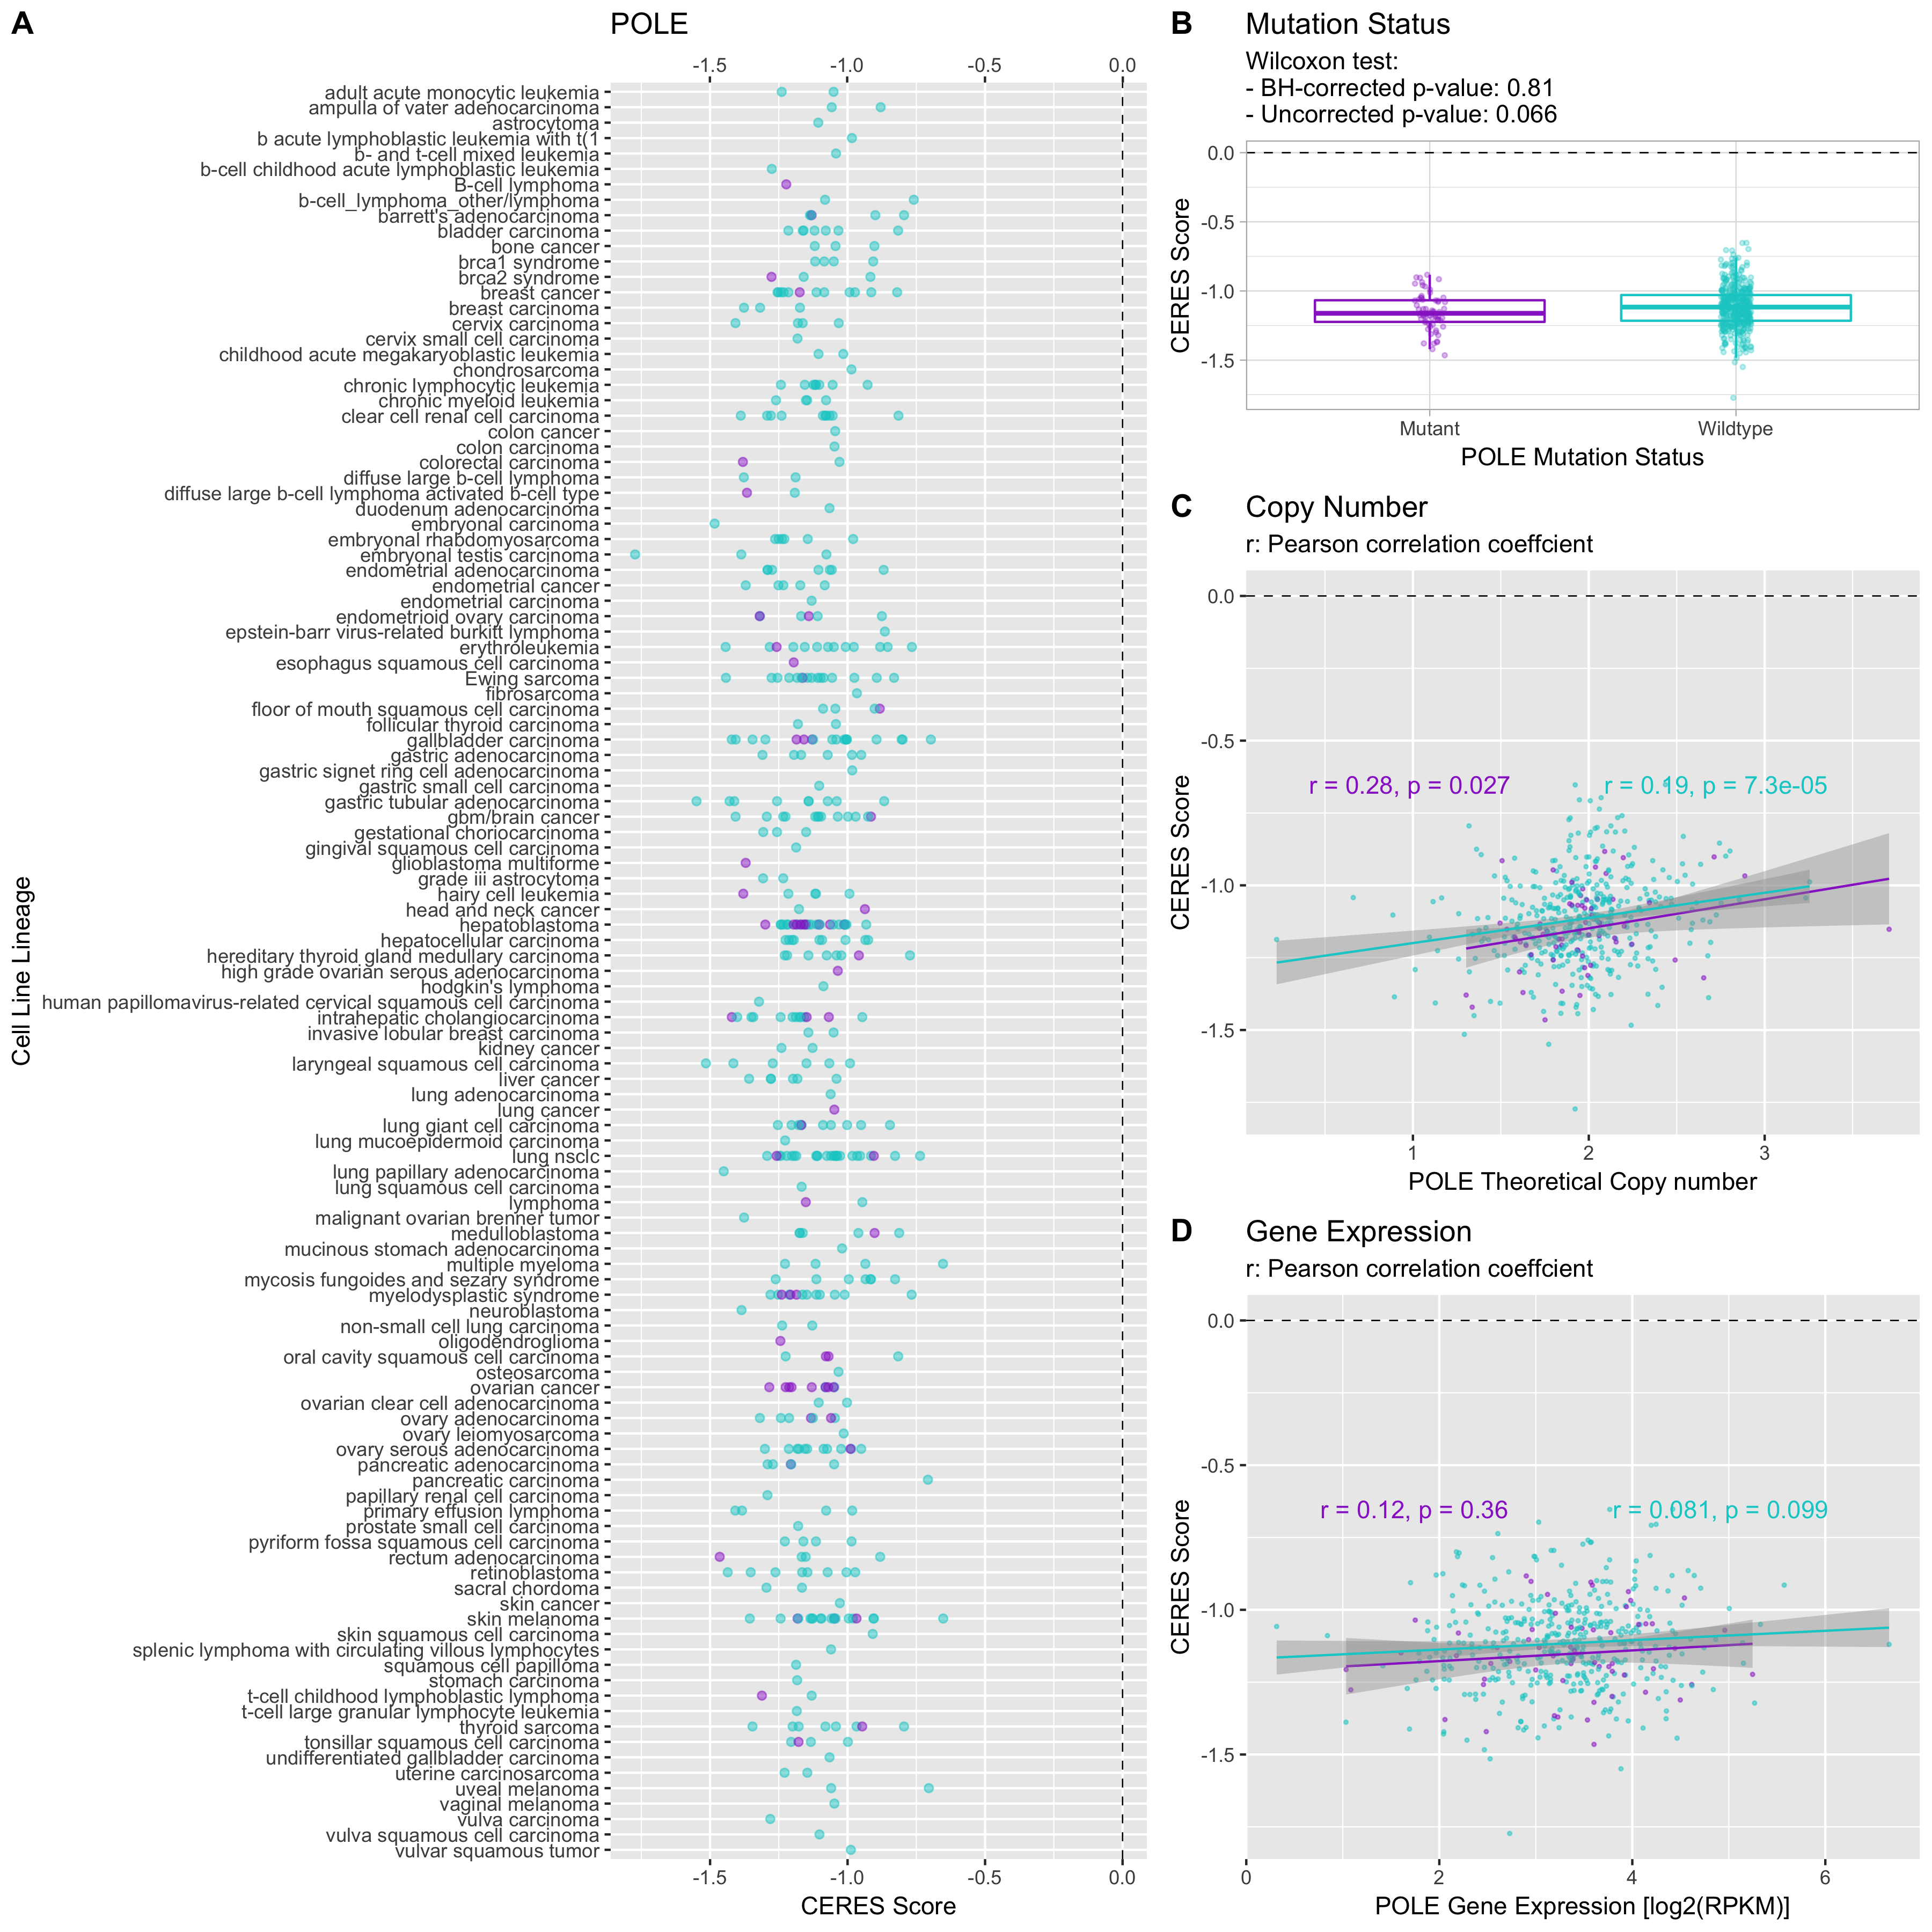 A
POLE
-1.5 -1.0 -0.5 0.0
adult acute monocytic leukemia
ampulla of vater adenocarcinoma
astrocytoma
b acute lymphoblastic leukemia with t(1
b- and t-cell mixed leukemia
b-cell childhood acute lymphoblastic leukemia
B-cell lymphoma
b-cell_lymphoma_other/lymphoma
barrett's adenocarcinoma
bladder carcinoma
bone cancer
brca1 syndrome
brca2 syndrome
breast cancer
breast carcinoma
cervix carcinoma
cervix small cell carcinoma
childhood acute megakaryoblastic leukemia
chondrosarcoma
chronic lymphocytic leukemia
chronic myeloid leukemia
clear cell renal cell carcinoma
colon cancer
colon carcinoma
colorectal carcinoma
diffuse large b-cell lymphoma
diffuse large b-cell lymphoma activated b-cell type
duodenum adenocarcinoma
embryonal carcinoma
embryonal rhabdomyosarcoma
embryonal testis carcinoma
endometrial adenocarcinoma
endometrial cancer
endometrial carcinoma
endometrioid ovary carcinoma
epstein-barr virus-related burkitt lymphoma
erythroleukemia
esophagus squamous cell carcinoma
Ewing sarcoma
fibrosarcoma
floor of mouth squamous cell carcinoma
follicular thyroid carcinoma
gallbladder carcinoma
gastric adenocarcinoma
gastric signet ring cell adenocarcinoma
gastric small cell carcinoma
gastric tubular adenocarcinoma
gbm/brain cancer
gestational choriocarcinoma
gingival squamous cell carcinoma
glioblastoma multiforme
grade iii astrocytoma
hairy cell leukemia
head and neck cancer
hepatoblastoma
hepatocellular carcinoma
hereditary thyroid gland medullary carcinoma
high grade ovarian serous adenocarcinoma
hodgkin's lymphoma
human papillomavirus-related cervical squamous cell carcinoma
intrahepatic cholangiocarcinoma
invasive lobular breast carcinoma
kidney cancer
laryngeal squamous cell carcinoma
liver cancer
lung adenocarcinoma
lung cancer
lung giant cell carcinoma
lung mucoepidermoid carcinoma
lung nsclc
lung papillary adenocarcinoma
lung squamous cell carcinoma
lymphoma
malignant ovarian brenner tumor
medulloblastoma
mucinous stomach adenocarcinoma
multiple myeloma
mycosis fungoides and sezary syndrome
myelodysplastic syndrome
neuroblastoma
non-small cell lung carcinoma
oligodendroglioma
oral cavity squamous cell carcinoma
osteosarcoma
ovarian cancer
ovarian clear cell adenocarcinoma
ovary adenocarcinoma
ovary leiomyosarcoma
ovary serous adenocarcinoma
pancreatic adenocarcinoma
pancreatic carcinoma
papillary renal cell carcinoma
primary effusion lymphoma
prostate small cell carcinoma
pyriform fossa squamous cell carcinoma
rectum adenocarcinoma
retinoblastoma
sacral chordoma
skin cancer
skin melanoma
skin squamous cell carcinoma
splenic lymphoma with circulating villous lymphocytes
squamous cell papilloma
stomach carcinoma
t-cell childhood lymphoblastic lymphoma
t-cell large granular lymphocyte leukemia
thyroid sarcoma
tonsillar squamous cell carcinoma
undifferentiated gallbladder carcinoma
uterine carcinosarcoma
uveal melanoma
vaginal melanoma
vulva carcinoma
vulva squamous cell carcinoma
vulvar squamous tumor
-1.5 -1.0 -0.5 0.0
CERES Score
Cell Line Lineage
B
Mutation Status
Wilcoxon test:
- BH-corrected p-value: 0.81
- Uncorrected p-value: 0.066
0.0
-0.5
-1.0
-1.5
CERES Score
Mutant Wildtype
POLE Mutation Status
C
Copy Number
r: Pearson correlation coeffcient
0.0
-0.5
-1.0
-1.5
CERES Score
r = 0.28, p = 0.027 r = 0.19, p = 7.3e-05
1 2 3
POLE Theoretical Copy number
D
Gene Expression
r: Pearson correlation coeffcient
0.0
-0.5
-1.0
-1.5
CERES Score
r = 0.12, p = 0.36 r = 0.081, p = 0.099
0 2 4 6
POLE Gene Expression [log2(RPKM)]